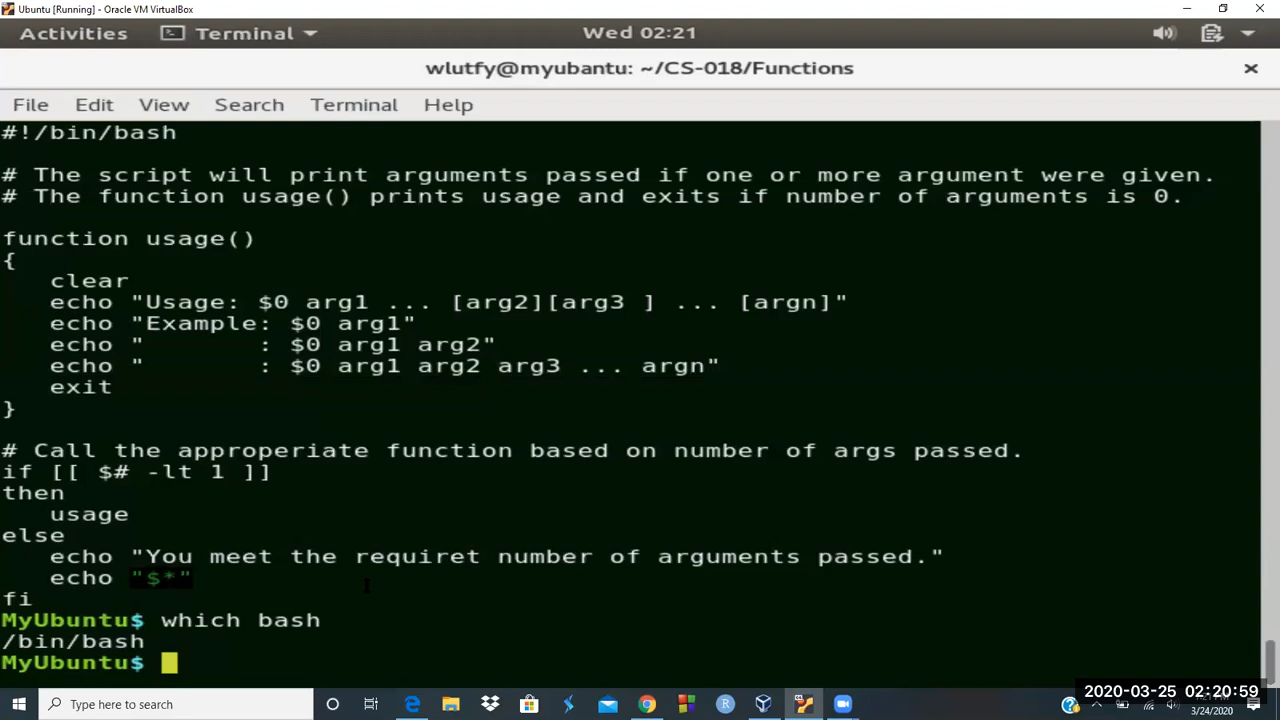 Ubuntu [Running] - Oracle VM VirtualBox
Activities Terminal Wed 02:21
wlutfy@myubantu: ~/CS-018/Functions
File Edit View Search Terminal Help
#!/bin/bash
# The script will print arguments passed if one or more argument were given.
# The function usage() prints usage and exits if number of arguments is 0.
function usage()
{
   clear
   echo "Usage: $0 arg1 ... [arg2][arg3 ] ... [argn]"
   echo "Example: $0 arg1"
   echo "       : $0 arg1 arg2"
   echo "       : $0 arg1 arg2 arg3 ... argn"
   exit
}
# Call the approperiate function based on number of args passed.
if [[ $# -lt 1 ]]
then
   usage
else
   echo "You meet the requiret number of arguments passed."
   echo "$*"
fi
MyUbuntu$ which bash
/bin/bash
MyUbuntu$
Type here to search
2020-03-25 02:20:59
3/24/2020